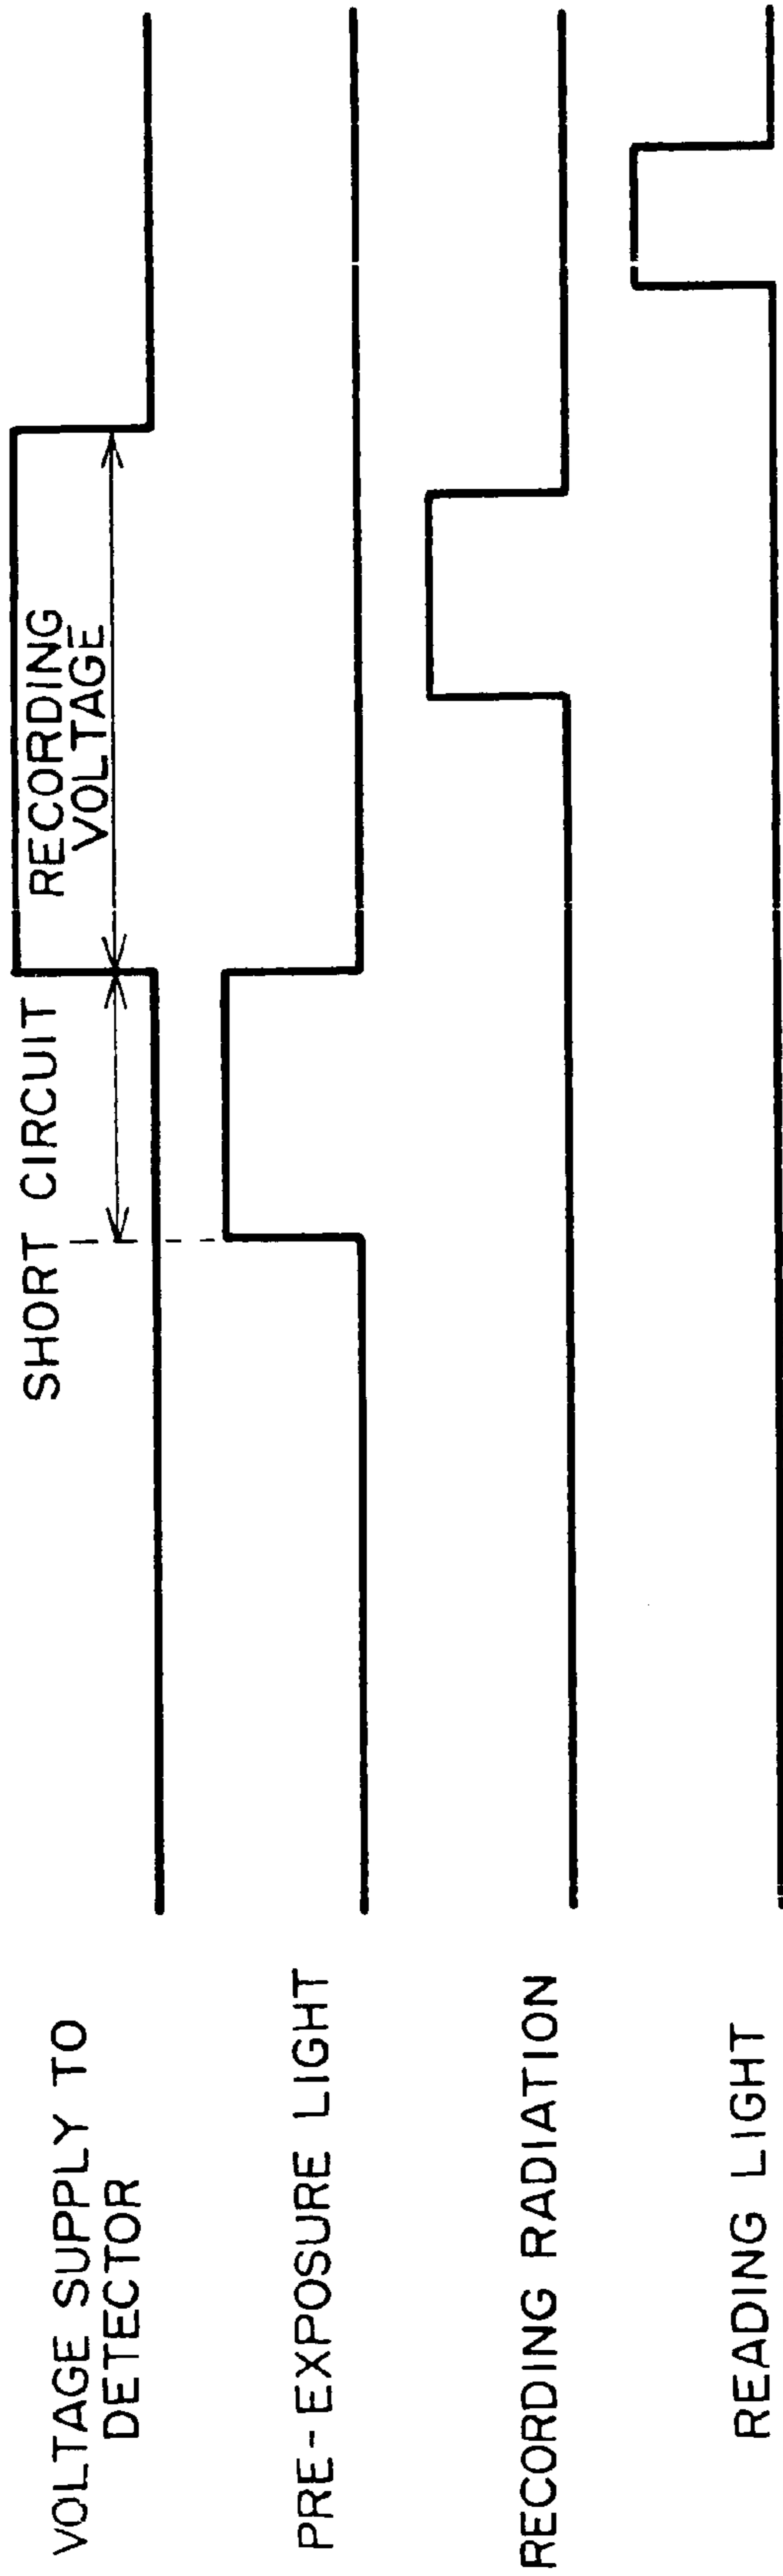 VOLTAGE SUPPLY TO
DETECTOR
SHORT CIRCUIT
RECORDING
VOLTAGE
PRE-EXPOSURE LIGHT
RECORDING RADIATION
READING LIGHT